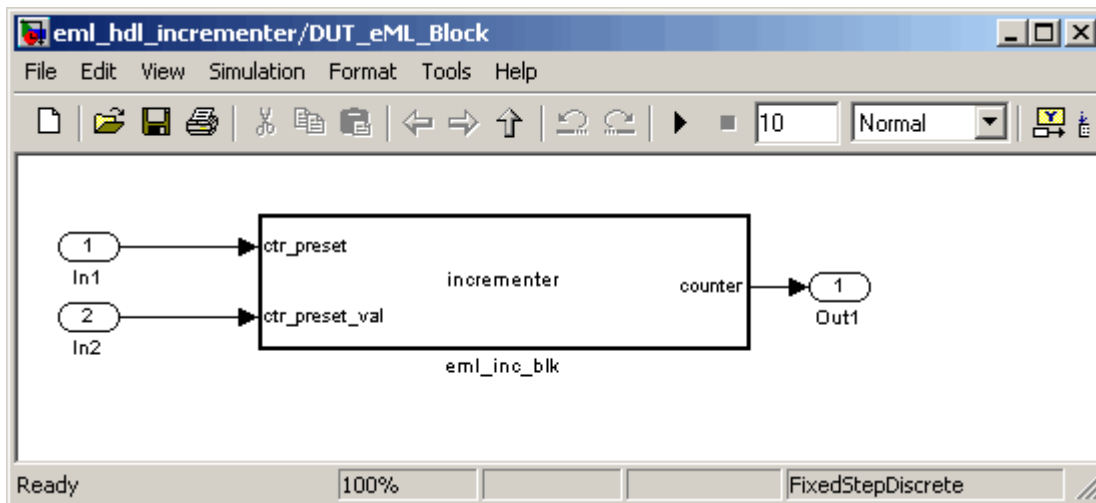 eml_hdl_incrementer/DUT_eML_Block
File Edit View Simulation Format Tools Help
10 Normal
1 ctr_preset
In1 incrementer counter 1
2 ctr_preset_val Out1
In2 eml_inc_blk
Ready 100% FixedStepDiscrete